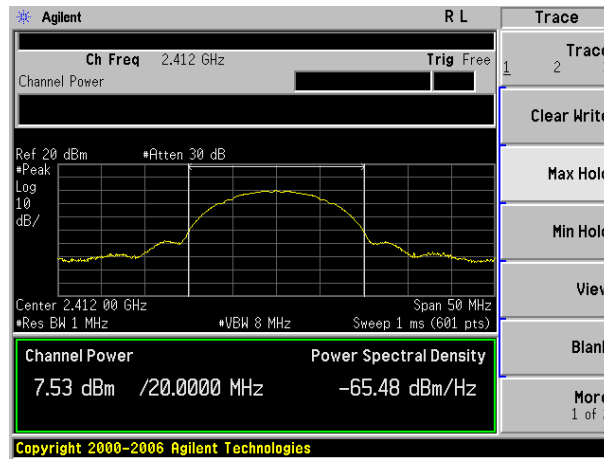 Agilent R L Trace
Ch Freq 2.412 GHz Trig Free
Channel Power
Ref 20 dBm #Atten 30 dB
#Peak
Log
10
dB/
Center 2.412 00 GHz Span 50 MHz
#Res BW 1 MHz #VBW 8 MHz Sweep 1 ms (601 pts)
Channel Power Power Spectral Density
7.53 dBm /20.0000 MHz -65.48 dBm/Hz
Copyright 2000-2006 Agilent Technologies
Trace
1 2
Clear Write
Max Hold
Min Hold
View
Blank
More
1 of